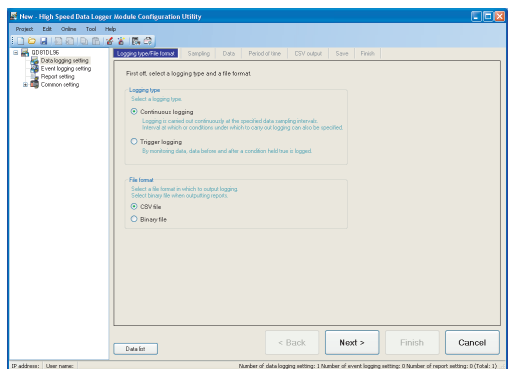 New - High Speed Data Logger Module Configuration Utility
Project Edit Online Tool Help
QD81DL96
Data logging setting
Event logging setting
Report setting
Common setting
Logging type/File format Sampling Data Period of time CSV output Save Finish
First off, select a logging type and a file format.
Logging type
Select a logging type.
Continuous logging
Logging is carried out continuously at the specified data sampling intervals.
Interval at which or conditions under which to carry out logging can also be specified.
Trigger logging
By monitoring data, data before and after a condition held true is logged.
File format
Select a file format in which to output logging.
Select binary file when outputting reports.
CSV file
Binary file
Data list
< Back Next > Finish Cancel
IP address: User name: Number of data logging setting: 1 Number of event logging setting: 0 Number of report setting: 0 (Total: 1)